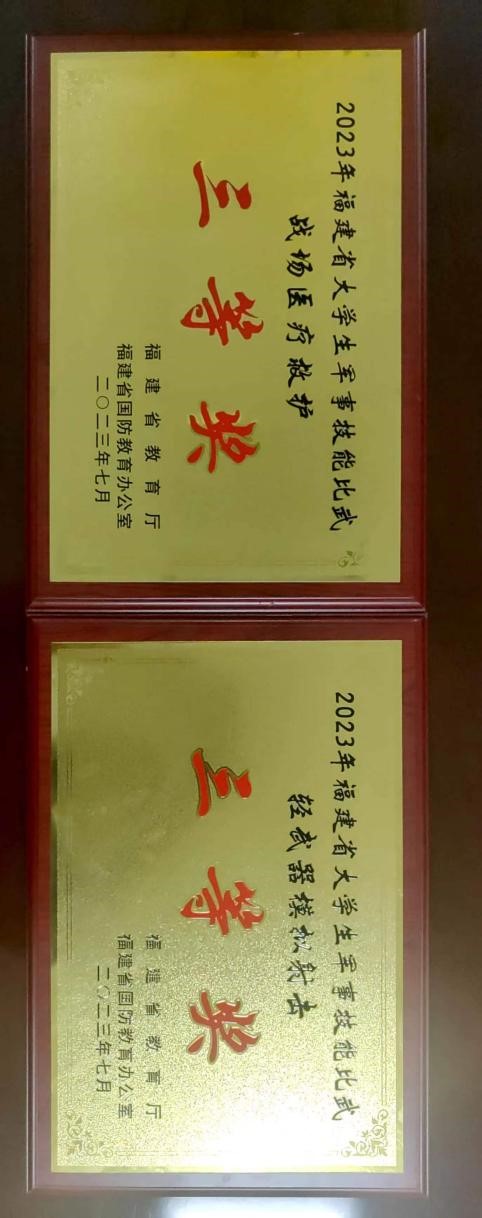 2023年福建省大学生军事技能比武
战场医疗救护
三等奖
福建省教育厅
福建省国防教育办公室
二〇二三年七月
2023年福建省大学生军事技能比武
轻武器模拟射击
三等奖
福建省教育厅
福建省国防教育办公室
二〇二三年七月